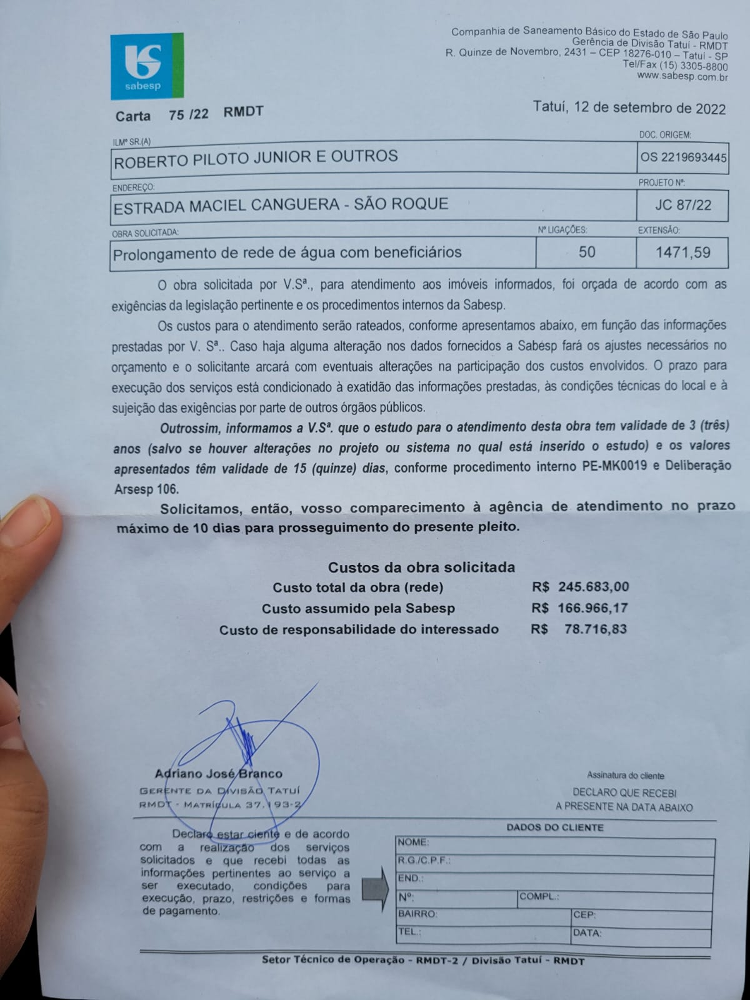 sabesp
Companhia de Saneamento Básico do Estado de São Paulo
Gerência de Divisão Tatuí - RMDT
R. Quinze de Novembro, 2431 – CEP 18276-010 – Tatuí - SP
Tel/Fax (15) 3305-8800
www.sabesp.com.br
Carta 75 /22 RMDT
Tatuí, 12 de setembro de 2022
ILMº SR.(A)
DOC. ORIGEM:
ROBERTO PILOTO JUNIOR E OUTROS
OS 2219693445
ENDEREÇO:
PROJETO Nº:
ESTRADA MACIEL CANGUERA - SÃO ROQUE
JC 87/22
OBRA SOLICITADA:
Nº LIGAÇÕES:
EXTENSÃO:
Prolongamento de rede de água com beneficiários
50
1471,59
O obra solicitada por V.Sª., para atendimento aos imóveis informados, foi orçada de acordo com as
exigências da legislação pertinente e os procedimentos internos da Sabesp.
Os custos para o atendimento serão rateados, conforme apresentamos abaixo, em função das informações
prestadas por V. Sª.. Caso haja alguma alteração nos dados fornecidos a Sabesp fará os ajustes necessários no
orçamento e o solicitante arcará com eventuais alterações na participação dos custos envolvidos. O prazo para
execução dos serviços está condicionado à exatidão das informações prestadas, às condições técnicas do local e à
sujeição das exigências por parte de outros órgãos públicos.
Outrossim, informamos a V.Sª. que o estudo para o atendimento desta obra tem validade de 3 (três)
anos (salvo se houver alterações no projeto ou sistema no qual está inserido o estudo) e os valores
apresentados têm validade de 15 (quinze) dias, conforme procedimento interno PE-MK0019 e Deliberação
Arsesp 106.
Solicitamos, então, vosso comparecimento à agência de atendimento no prazo
máximo de 10 dias para prosseguimento do presente pleito.
Custos da obra solicitada
Custo total da obra (rede) R$ 245.683,00
Custo assumido pela Sabesp R$ 166.966,17
Custo de responsabilidade do interessado R$ 78.716,83
Adriano José Branco
GERENTE DA DIVISÃO TATUÍ
RMDT - MATRÍCULA 37.193-2
Assinatura do cliente
DECLARO QUE RECEBI
A PRESENTE NA DATA ABAIXO
Declaro estar ciente e de acordo
com a realização dos serviços
solicitados e que recebi todas as
informações pertinentes ao serviço a
ser executado, condições para
execução, prazo, restrições e formas
de pagamento.
DADOS DO CLIENTE
NOME:
R.G./C.P.F.:
END.:
Nº:
COMPL.:
BAIRRO:
CEP:
TEL.:
DATA:
Setor Técnico de Operação - RMDT-2 / Divisão Tatuí - RMDT